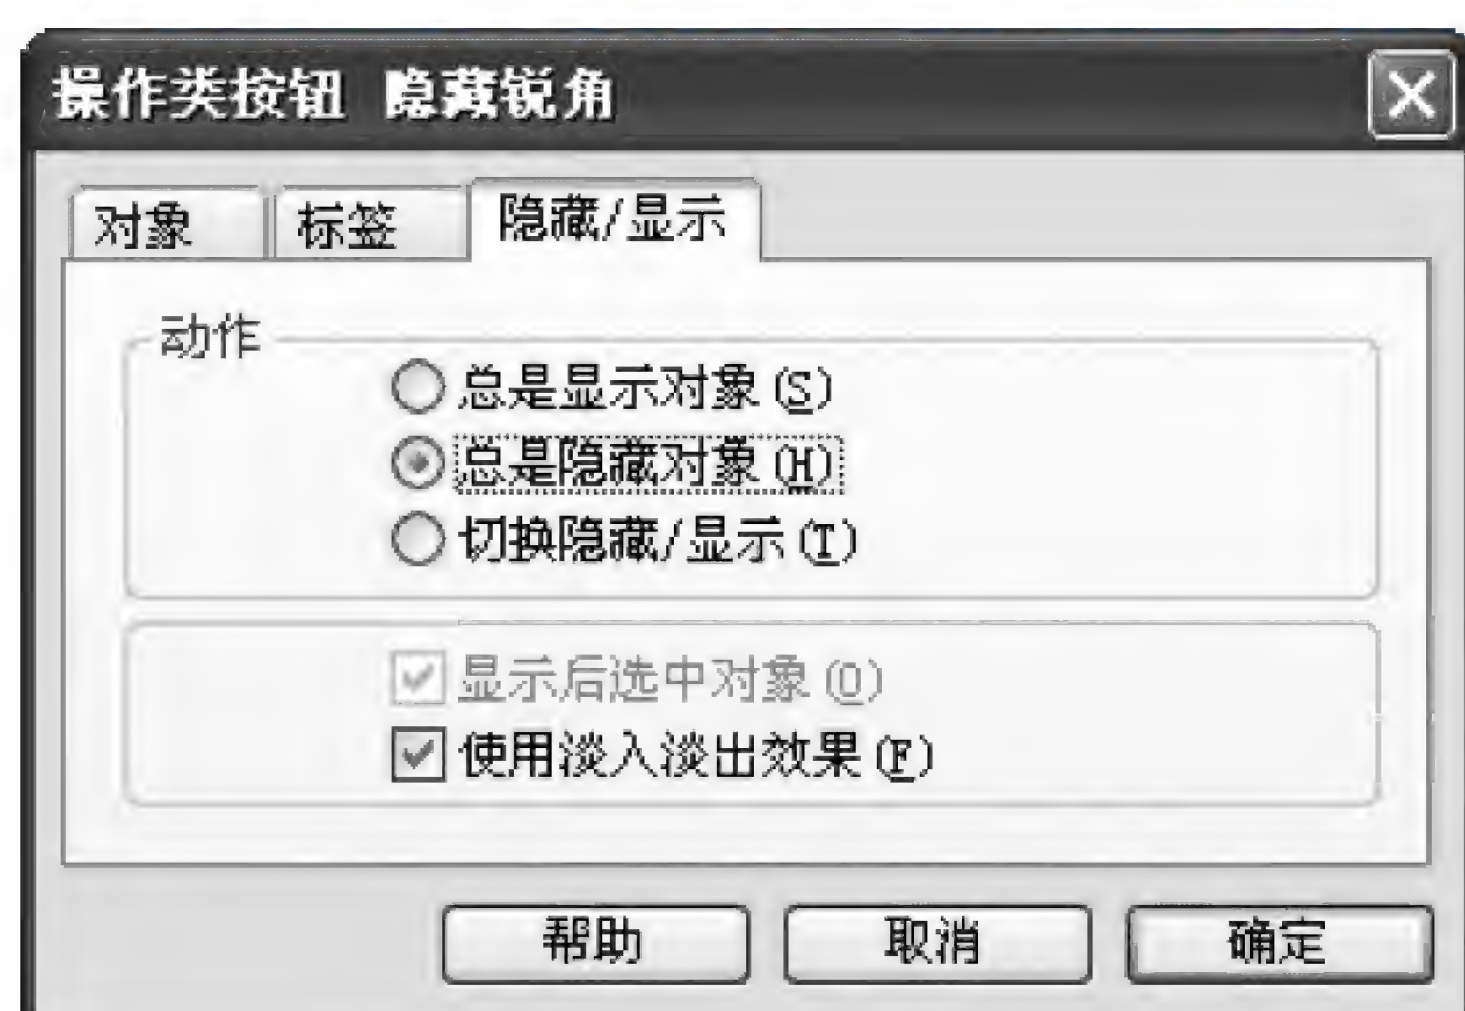 操作类按钮 隐藏锐角
对象 标签 隐藏/显示
动作
总是显示对象(S)
总是隐藏对象(H)
切换隐藏/显示(T)
显示后选中对象(O)
使用淡入淡出效果(F)
帮助 取消 确定